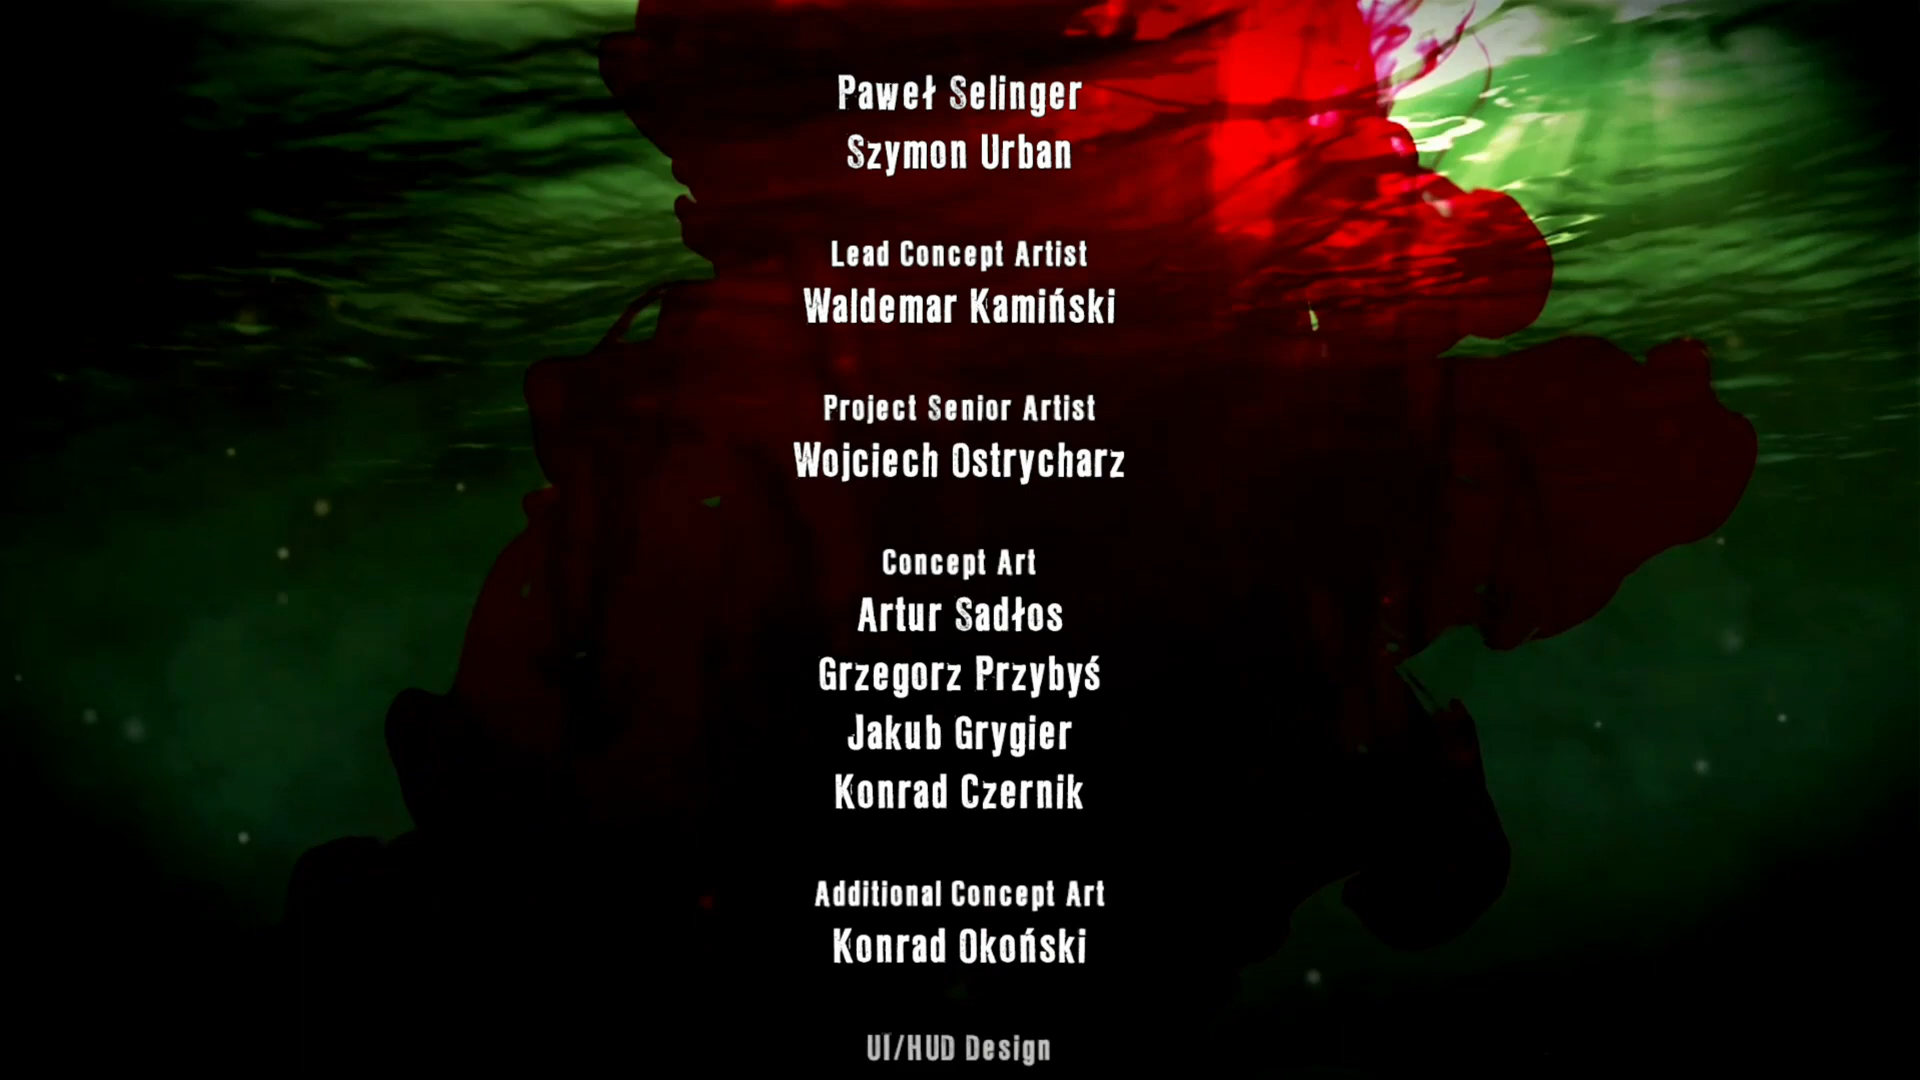 Paweł Selinger
Szymon Urban
Lead Concept Artist
Waldemar Kamiński
Project Senior Artist
Wojciech Ostrycharz
Concept Art
Artur Sadłos
Grzegorz Przybyś
Jakub Grygier
Konrad Czernik
Additional Concept Art
Konrad Okoński
UI/HUD Design